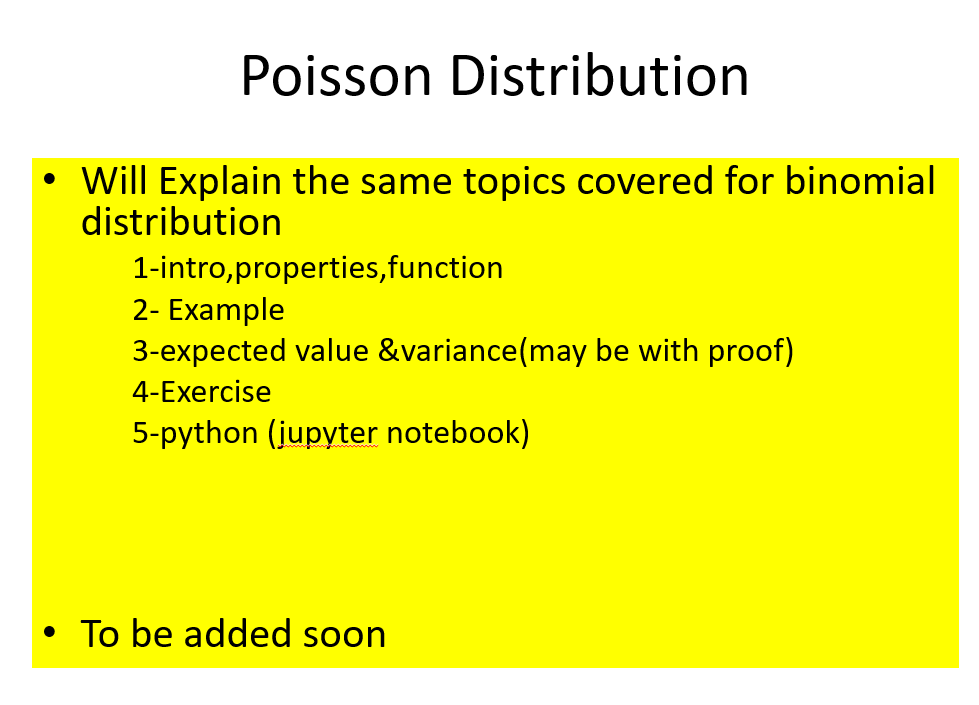 Poisson Distribution
• Will Explain the same topics covered for binomial
distribution
1-intro,properties,function
2- Example
3-expected value &variance(may be with proof)
4-Exercise
5-python (jupyter notebook)
• To be added soon